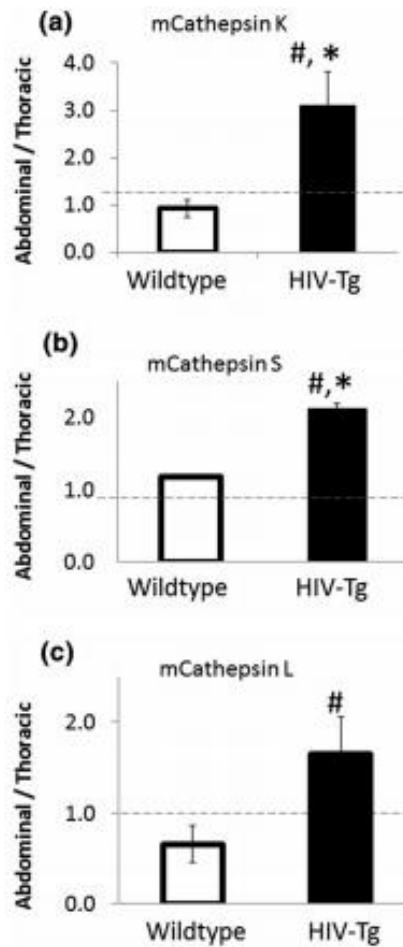 (a)
mCathepsin K
#, *
Abdominal / Thoracic
4.0
3.0
2.0
1.0
0.0
Wildtype HIV-Tg
(b)
mCathepsin S
#,*
Abdominal / Thoracic
2.0
1.0
0.0
Wildtype HIV-Tg
(c)
mCathepsin L
#
Abdominal / Thoracic
2.0
1.0
0.0
Wildtype HIV-Tg